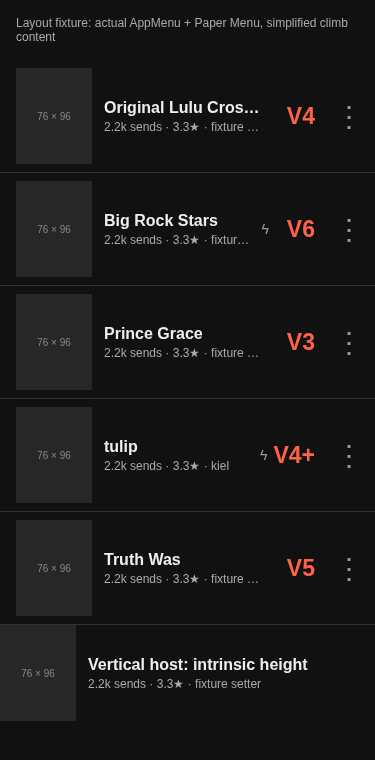 Layout fixture: actual AppMenu + Paper Menu, simplified climb
content
76 × 96
Original Lulu Cros…
2.2k sends · 3.3★ · fixture …
V4
76 × 96
Big Rock Stars
2.2k sends · 3.3★ · fixtur…
ϟ V6
76 × 96
Prince Grace
2.2k sends · 3.3★ · fixture …
V3
76 × 96
tulip
2.2k sends · 3.3★ · kiel
ϟ V4+
76 × 96
Truth Was
2.2k sends · 3.3★ · fixture …
V5
76 × 96
Vertical host: intrinsic height
2.2k sends · 3.3★ · fixture setter